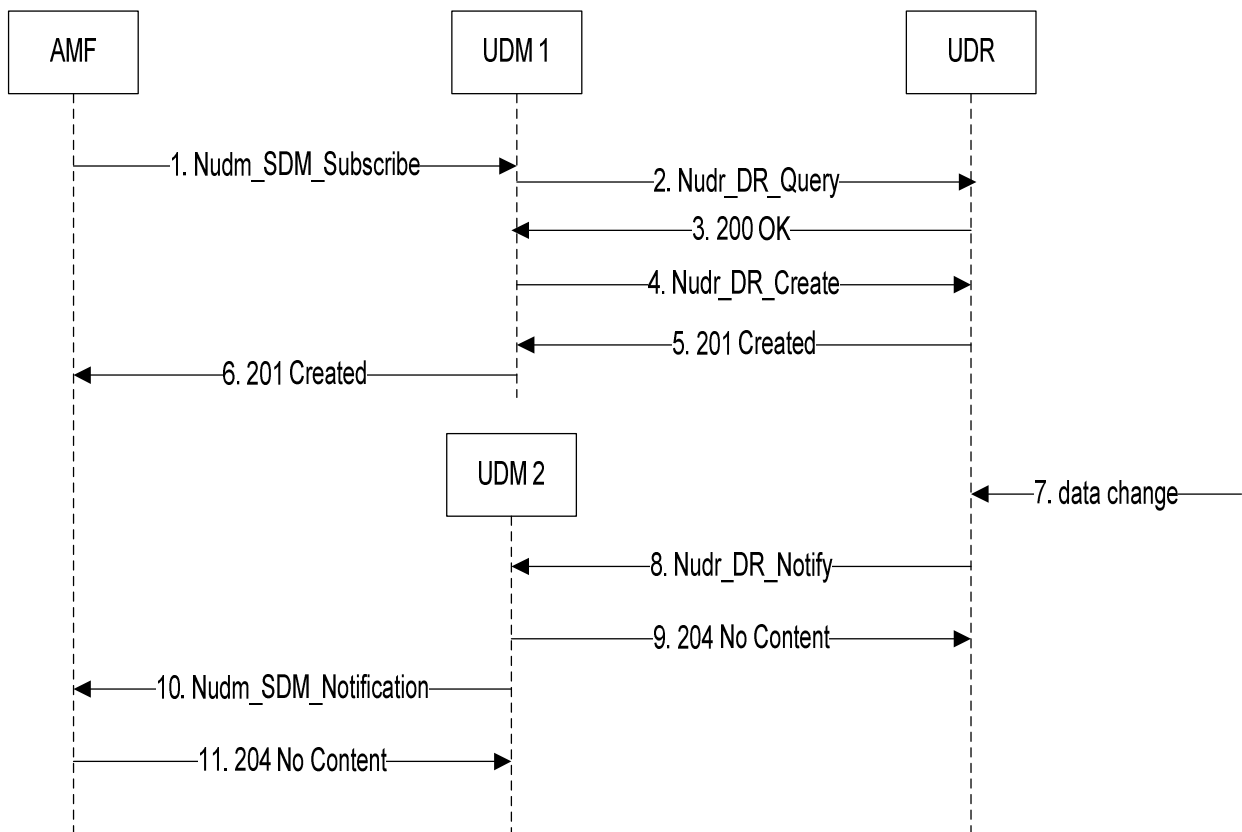 AMF
UDM 1
UDR
1. Nudm_SDM_Subscribe
2. Nudr_DR_Query
3. 200 OK
4. Nudr_DR_Create
5. 201 Created
6. 201 Created
UDM 2
7. data change
8. Nudr_DR_Notify
9. 204 No Content
10. Nudm_SDM_Notification
11. 204 No Content